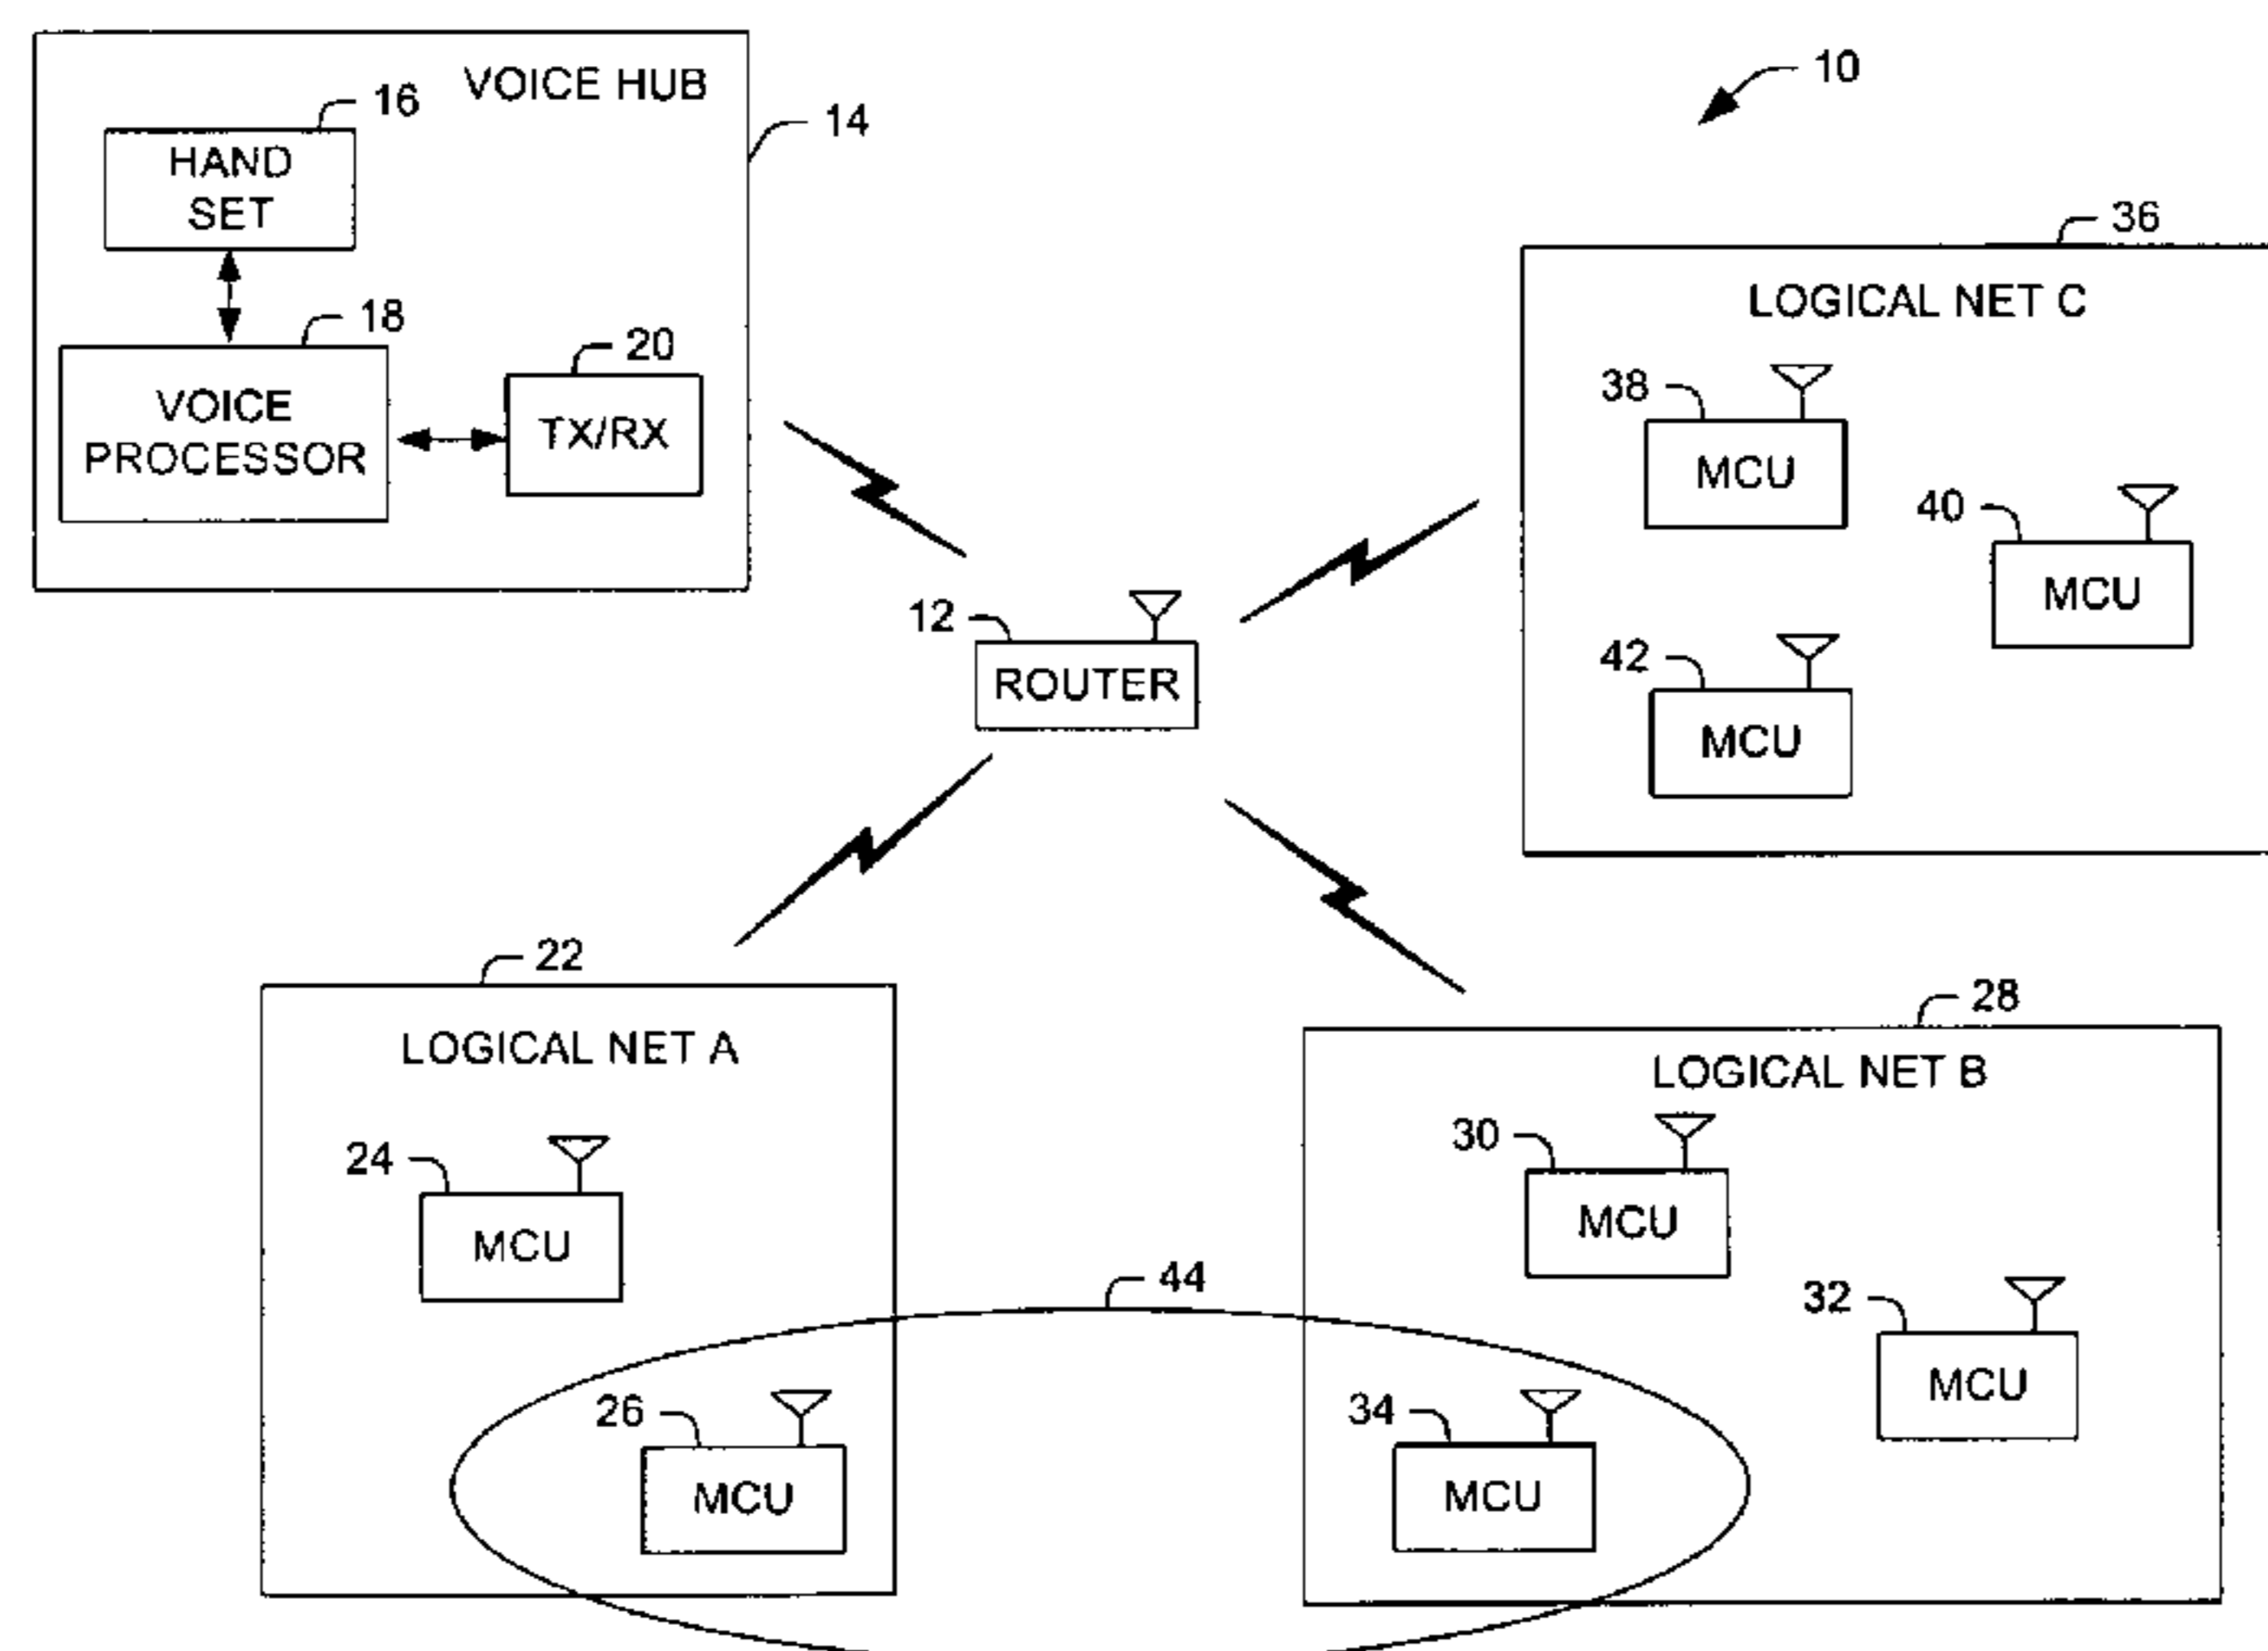 VOICE HUB
14
16
HAND
SET
18
VOICE
PROCESSOR
20
TX/RX
10
36
LOGICAL NET C
38
MCU
40
MCU
42
MCU
12
ROUTER
22
LOGICAL NET A
24
MCU
26
MCU
44
28
LOGICAL NET B
30
MCU
32
MCU
34
MCU